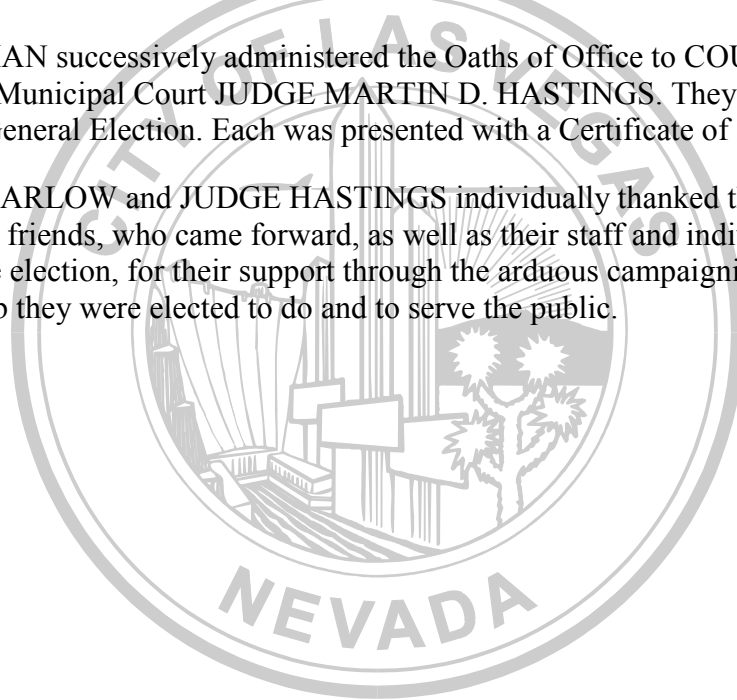 AN successively administered the Oaths of Office to COU
Municipal Court JUDGE MARTIN D. HASTINGS. They
General Election. Each was presented with a Certificate of
ARLOW and JUDGE HASTINGS individually thanked th
friends, who came forward, as well as their staff and indi
e election, for their support through the arduous campaigni
they were elected to do and to serve the public.
CITY OF LAS VEGAS
NEVADA